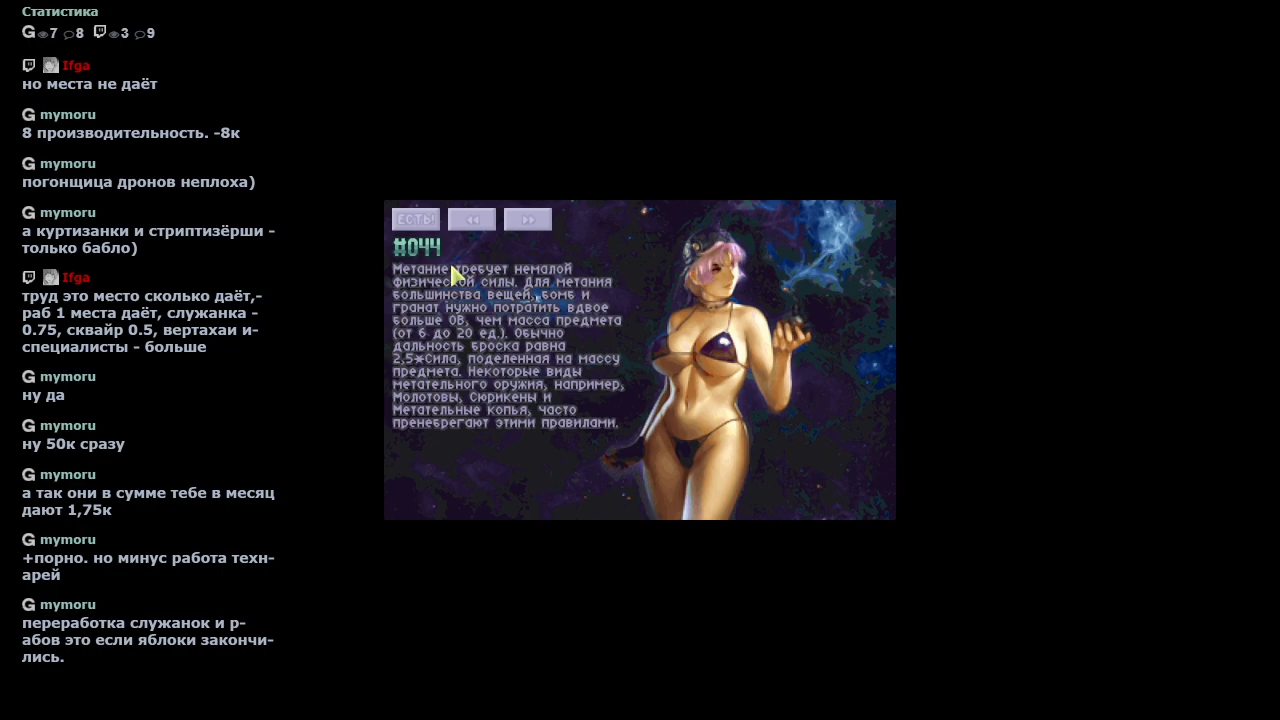 Статистика
7 8 3 9
Ifga
но места не даёт
mymoru
8 производительность. -8к
mymoru
погонщица дронов неплоха)
mymoru
а куртизанки и стриптизёрши -
только бабло)
Ifga
труд это место сколько даёт,-
раб 1 места даёт, служанка -
0.75, сквайр 0.5, вертахаи и-
специалисты - больше
mymoru
ну да
mymoru
ну 50к сразу
mymoru
а так они в сумме тебе в месяц
дают 1,75к
mymoru
+порно. но минус работа техн-
арей
mymoru
переработка служанок и р-
абов это если яблоки закончи-
лись.
ЕСТЬ!
#044
Метание требует немалой
физической силы. Для метания
большинства вещей, бомб и
гранат нужно потратить вдвое
больше ОВ, чем масса предмета
(от 6 до 20 ед.). Обычно
дальность броска равна
2,5*Сила, поделенная на массу
предмета. Некоторые виды
метательного оружия, например,
Молотовы, Сюрикены и
Метательные копья, часто
пренебрегают этими правилами.